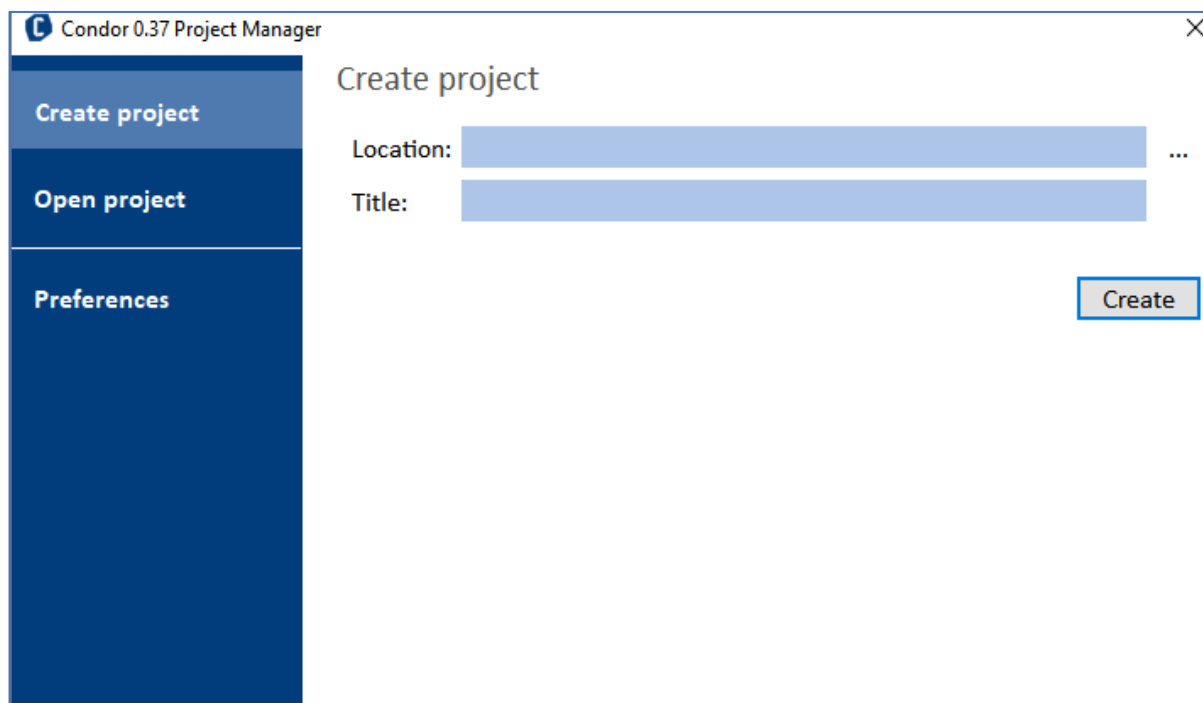 Condor 0.37 Project Manager
Create project
Open project
Preferences
Create project
Location:
...
Title:
Create